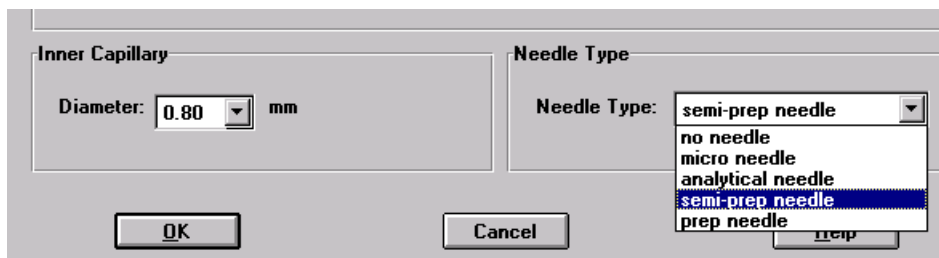 Inner Capillary
Diameter: 0.80 mm
Needle Type
Needle Type: semi-prep needle
no needle
micro needle
analytical needle
semi-prep needle
prep needle
OK
Cancel
Help